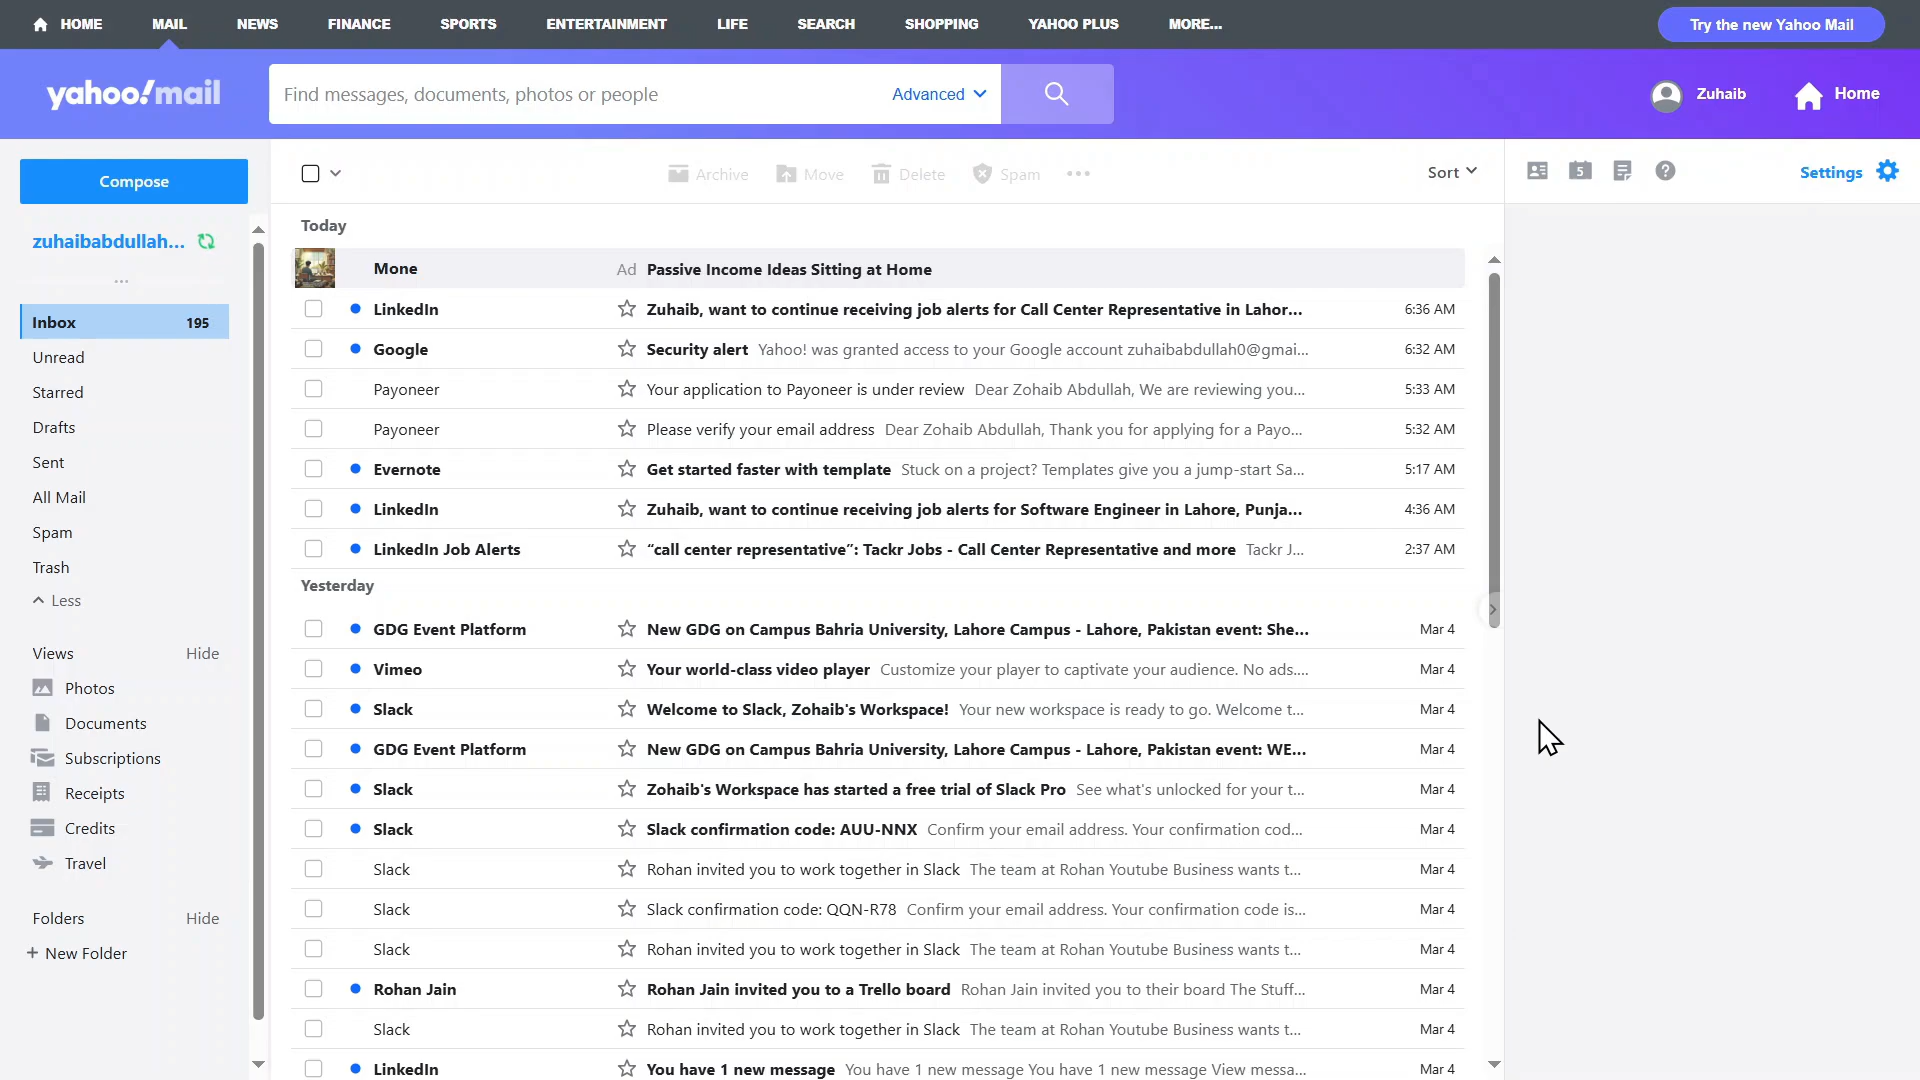 HOME MAIL NEWS FINANCE SPORTS ENTERTAINMENT LIFE SEARCH SHOPPING YAHOO PLUS MORE... Try the new Yahoo Mail
yahoo!mail Find messages, documents, photos or people Advanced Zuhaib Home
Compose Archive Move Delete Spam ••• Sort 5 Settings
zuhaibabdullah...
...
Inbox 195
Unread
Starred
Drafts
Sent
All Mail
Spam
Trash
Less
Views Hide
Photos
Documents
Subscriptions
Receipts
Credits
Travel
Folders Hide
+ New Folder
Today
Mone Ad Passive Income Ideas Sitting at Home
LinkedIn Zuhaib, want to continue receiving job alerts for Call Center Representative in Lahor... 6:36 AM
Google Security alert Yahoo! was granted access to your Google account zuhaibabdullah0@gmai... 6:32 AM
Payoneer Your application to Payoneer is under review Dear Zohaib Abdullah, We are reviewing you... 5:33 AM
Payoneer Please verify your email address Dear Zohaib Abdullah, Thank you for applying for a Payo... 5:32 AM
Evernote Get started faster with template Stuck on a project? Templates give you a jump-start Sa... 5:17 AM
LinkedIn Zuhaib, want to continue receiving job alerts for Software Engineer in Lahore, Punja... 4:36 AM
LinkedIn Job Alerts “call center representative”: Tackr Jobs - Call Center Representative and more Tackr J... 2:37 AM
Yesterday
GDG Event Platform New GDG on Campus Bahria University, Lahore Campus - Lahore, Pakistan event: She... Mar 4
Vimeo Your world-class video player Customize your player to captivate your audience. No ads.... Mar 4
Slack Welcome to Slack, Zohaib's Workspace! Your new workspace is ready to go. Welcome t... Mar 4
GDG Event Platform New GDG on Campus Bahria University, Lahore Campus - Lahore, Pakistan event: WE... Mar 4
Slack Zohaib's Workspace has started a free trial of Slack Pro See what's unlocked for your t... Mar 4
Slack Slack confirmation code: AUU-NNX Confirm your email address. Your confirmation cod... Mar 4
Slack Rohan invited you to work together in Slack The team at Rohan Youtube Business wants t... Mar 4
Slack Slack confirmation code: QQN-R78 Confirm your email address. Your confirmation code is... Mar 4
Slack Rohan invited you to work together in Slack The team at Rohan Youtube Business wants t... Mar 4
Rohan Jain Rohan Jain invited you to a Trello board Rohan Jain invited you to their board The Stuff... Mar 4
Slack Rohan invited you to work together in Slack The team at Rohan Youtube Business wants t... Mar 4
LinkedIn You have 1 new message You have 1 new message You have 1 new message View messa... Mar 4